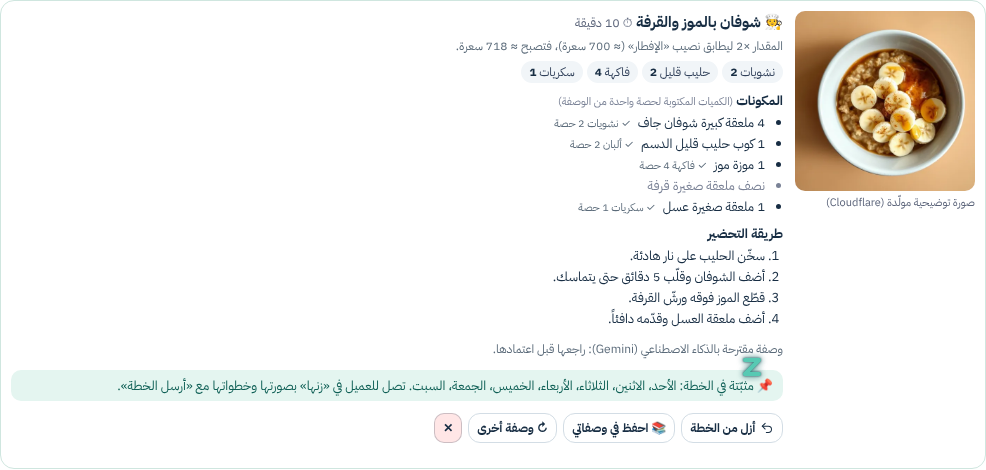 🧑‍🍳 شوفان بالموز والقرفة ⏱ 10 دقيقة
المقدار ×2 ليطابق نصيب «الإفطار» (≈ 700 سعرة)، فتصبح ≈ 718 سعرة.
نشويات 2 حليب قليل 2 فاكهة 4 سكريات 1
المكونات (الكميات المكتوبة لحصة واحدة من الوصفة)
4 ملعقة كبيرة شوفان جاف ✓ نشويات 2 حصة
1 كوب حليب قليل الدسم ✓ ألبان 2 حصة
1 موزة موز ✓ فاكهة 4 حصة
نصف ملعقة صغيرة قرفة
1 ملعقة صغيرة عسل ✓ سكريات 1 حصة
طريقة التحضير
1. سخّن الحليب على نار هادئة.
2. أضف الشوفان وقلّب 5 دقائق حتى يتماسك.
3. قطّع الموز فوقه ورشّ القرفة.
4. أضف ملعقة العسل وقدّمه دافئاً.
وصفة مقترحة بالذكاء الاصطناعي (Gemini): راجعها قبل اعتمادها.
Z
📌 مثبّتة في الخطة: الأحد، الاثنين، الثلاثاء، الأربعاء، الخميس، الجمعة، السبت. تصل للعميل في «زنها» بصورتها وخطواتها مع «أرسل الخطة».
↩ أزل من الخطة 📚 احفظ في وصفاتي ↻ وصفة أخرى ✕
صورة توضيحية مولّدة (Cloudflare)